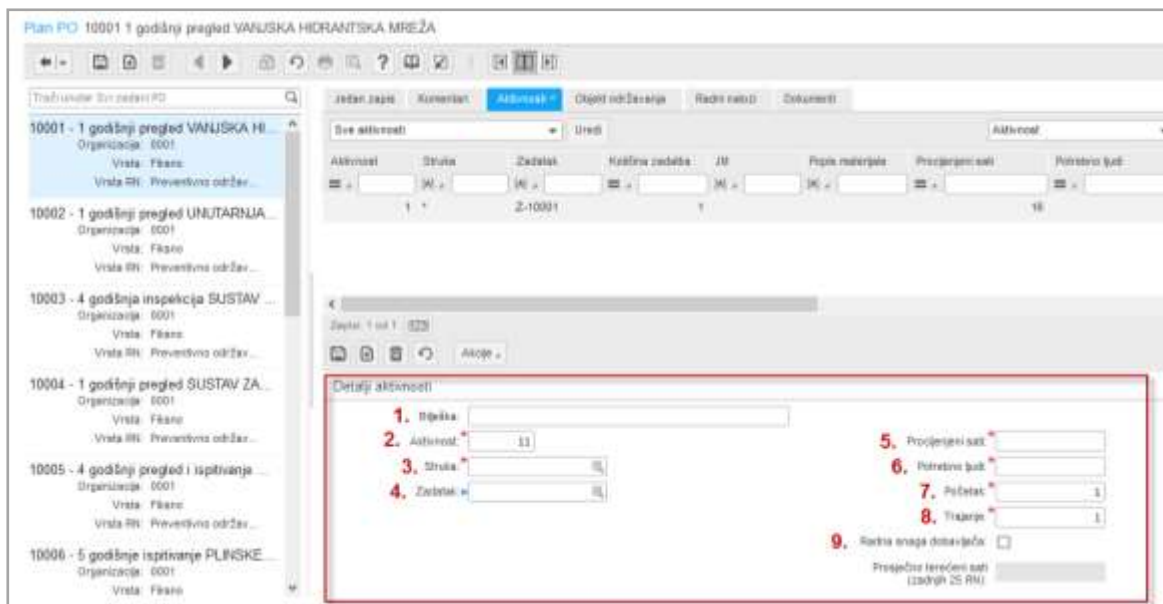 Plan PO 10001 1 godišnji pregled VANJSKA HIDRANTSKA MREŽA
Jedan zapis Komentari Aktivnosti Objekti održavanja Radni nalozi Dokumenti
10001 - 1 godišnji pregled VANJSKA HI...
Organizacija: 0001
Vrsta: Fiksno
Vrsta RN: Preventivno održav...
10002 - 1 godišnji pregled UNUTARNJA...
Organizacija: 0001
Vrsta: Fiksno
Vrsta RN: Preventivno održav...
10003 - 4 godišnja inspekcija SUSTAV ...
Organizacija: 0001
Vrsta: Fiksno
Vrsta RN: Preventivno održav...
10004 - 1 godišnji pregled SUSTAV ZA...
Organizacija: 0001
Vrsta: Fiksno
Vrsta RN: Preventivno održav...
10005 - 4 godišnji pregled i ispitivanje ...
Organizacija: 0001
Vrsta: Fiksno
Vrsta RN: Preventivno održav...
10006 - 5 godišnje ispitivanje PLINSKE...
Organizacija: 0001
Vrsta: Fiksno
Sve aktivnosti Uredi Aktivnost
Aktivnost Struka Zadatak Količina zadatka JM Popis materijala Procijenjeni sati Potrebno ljudi
1 * Z-10001 1 16
Zapisi: 1 od 1
Akcije
Detalji aktivnosti
1. Bilješka:
2. Aktivnost:* 11
3. Struka:*
4. Zadatak:
5. Procijenjeni sati:*
6. Potrebno ljudi:*
7. Početak:* 1
8. Trajanje:* 1
9. Radna snaga dobavljača:
Prosječno terećeni sati
(zadnjih 25 RN):